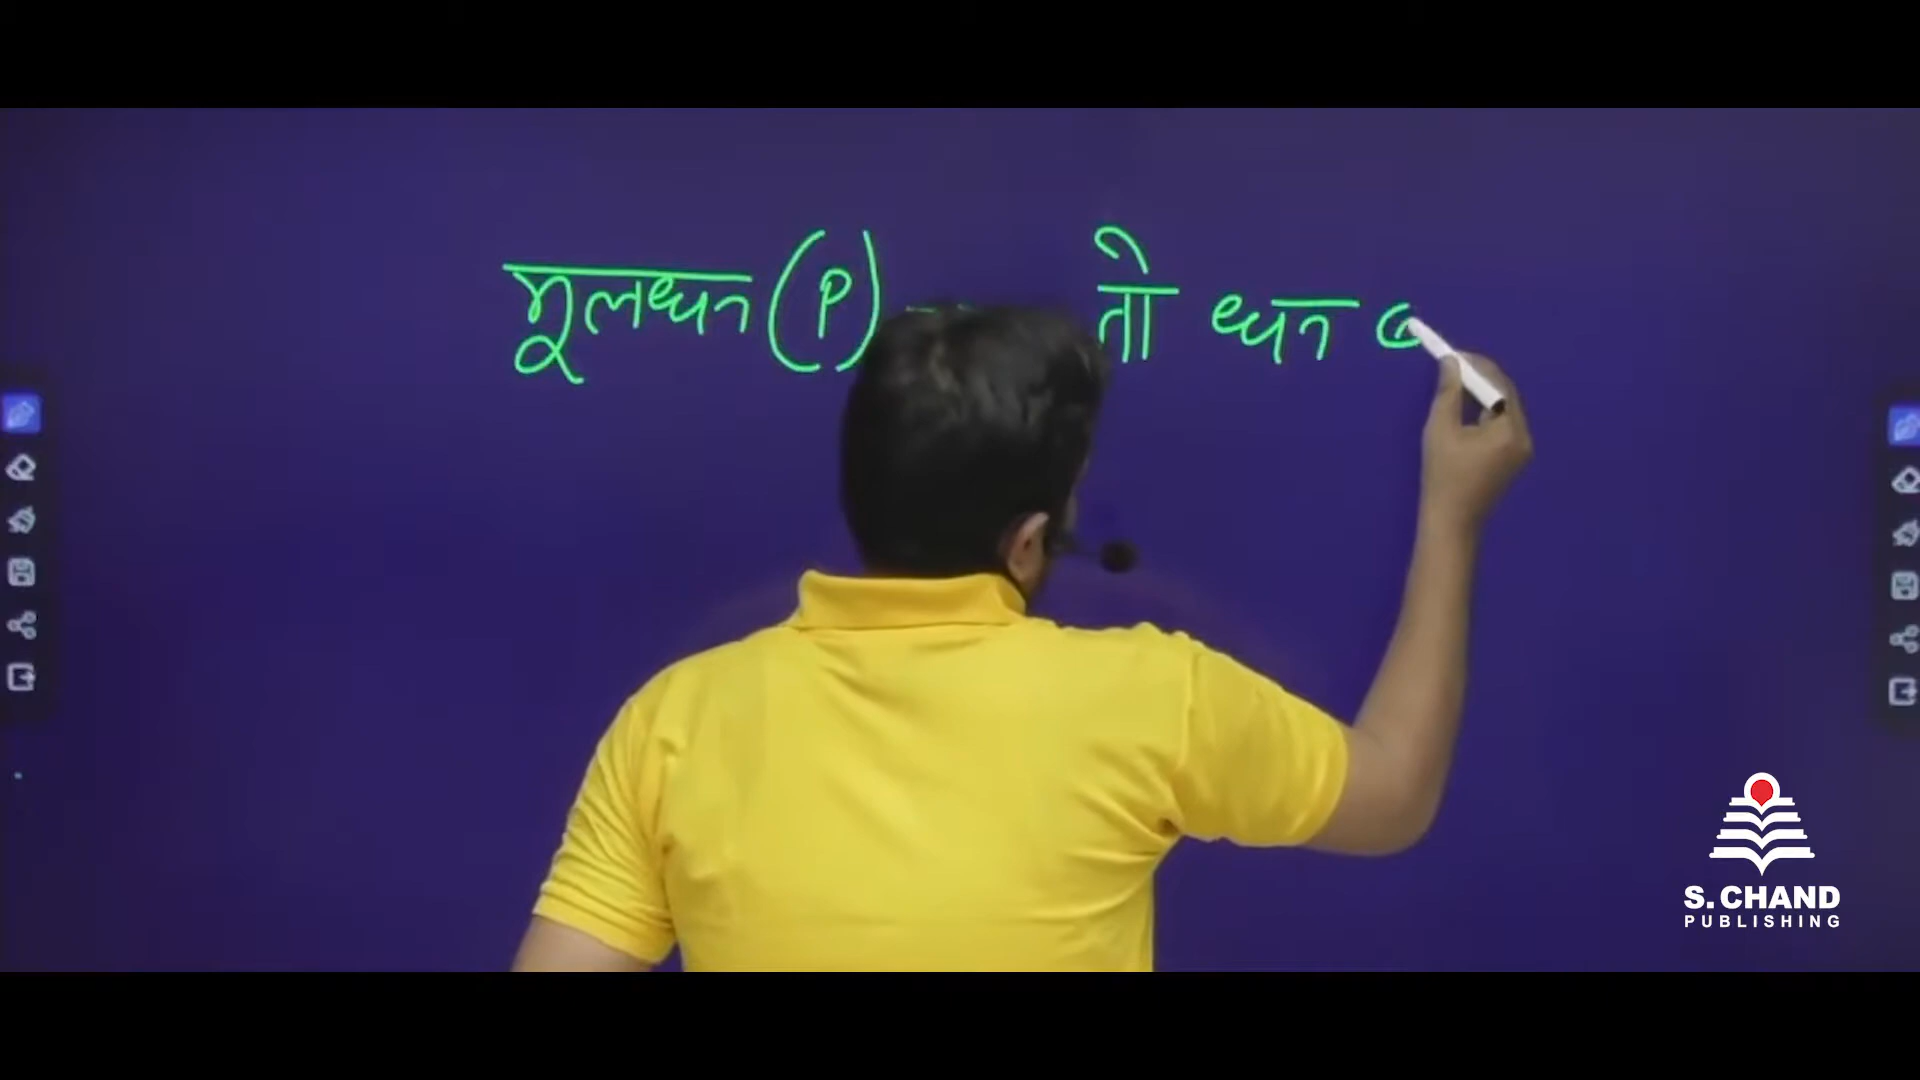 मूलधन (P) -- तो धन
S. CHAND
PUBLISHING